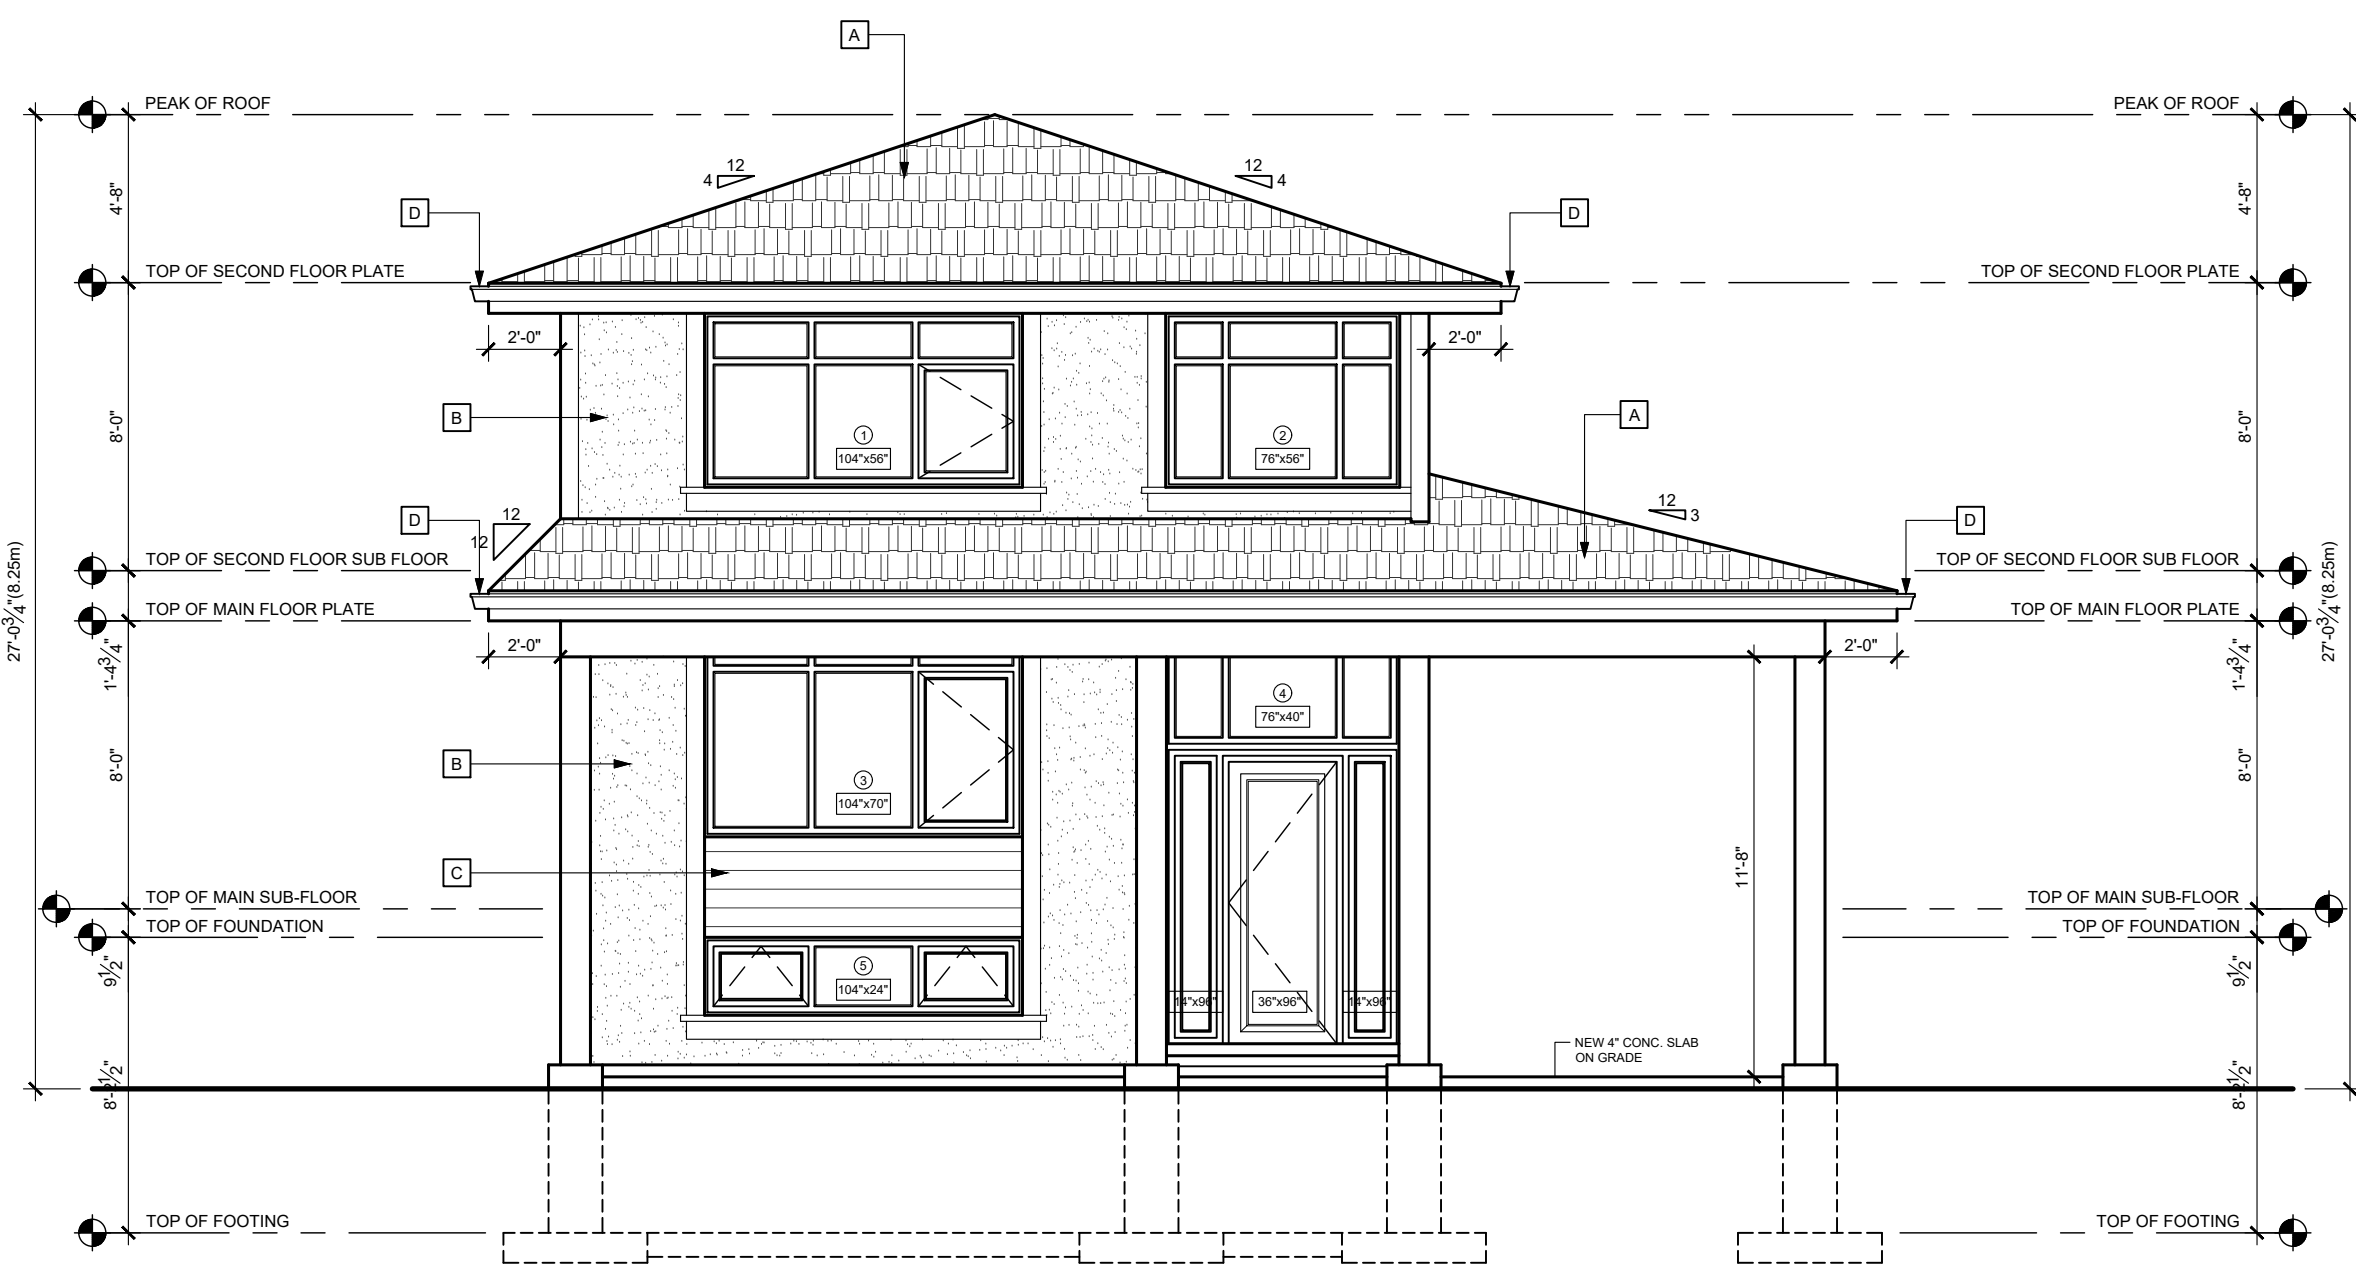 A
PEAK OF ROOF
PEAK OF ROOF
12
4
12
4
4'-8"
4'-8"
D
D
TOP OF SECOND FLOOR PLATE
TOP OF SECOND FLOOR PLATE
2'-0"
2'-0"
B
8'-0"
8'-0"
A
1
104"x56"
2
76"x56"
D
12
12
12
3
D
TOP OF SECOND FLOOR SUB FLOOR
TOP OF SECOND FLOOR SUB FLOOR
27'-0¾"(8.25m)
27'-0¾"(8.25m)
TOP OF MAIN FLOOR PLATE
TOP OF MAIN FLOOR PLATE
2'-0"
2'-0"
1'-4¾"
1'-4¾"
4
76"x40"
B
8'-0"
8'-0"
3
104"x70"
C
11'-8"
TOP OF MAIN SUB-FLOOR
TOP OF MAIN SUB-FLOOR
TOP OF FOUNDATION
TOP OF FOUNDATION
9½"
9½"
5
104"x24"
14"x96"
36"x96"
14"x96"
NEW 4" CONC. SLAB
ON GRADE
8'-2½"
8'-2½"
TOP OF FOOTING
TOP OF FOOTING